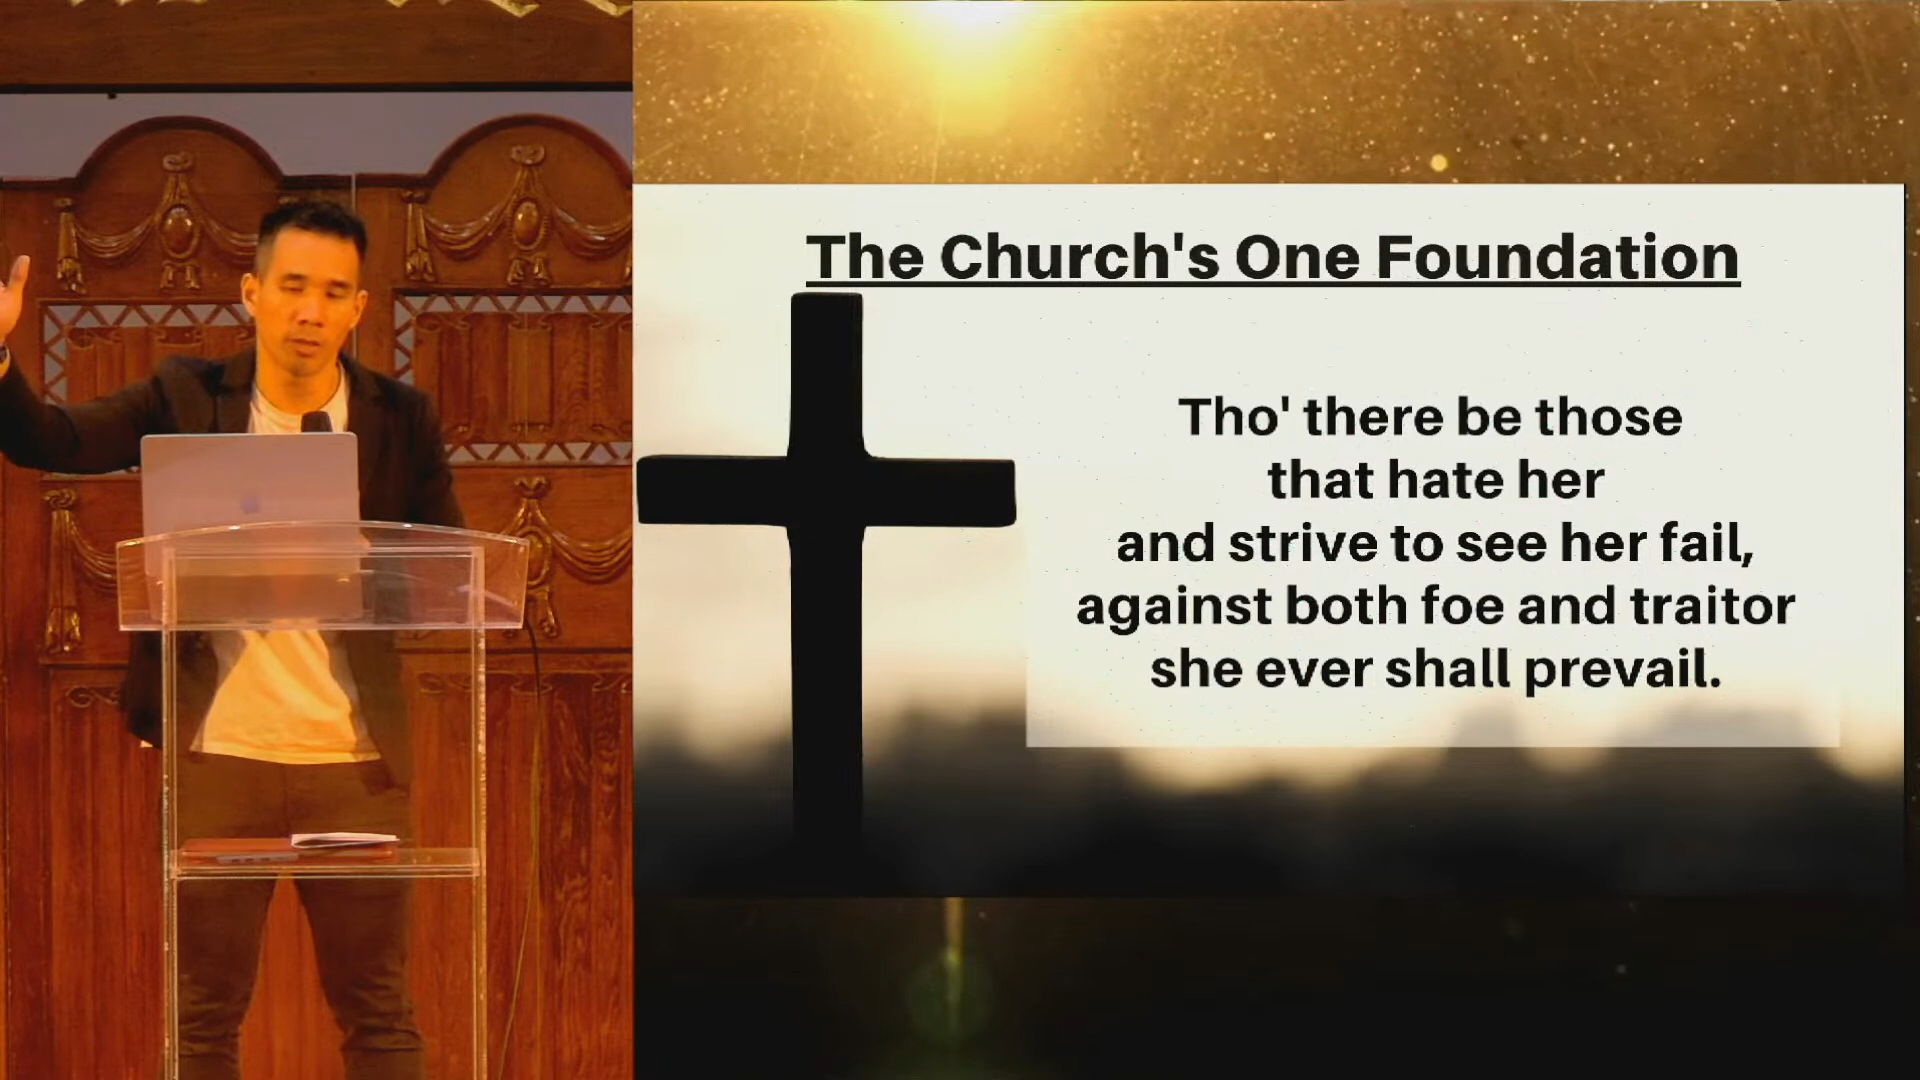 The Church's One Foundation
Tho' there be those
that hate her
and strive to see her fail,
against both foe and traitor
she ever shall prevail.